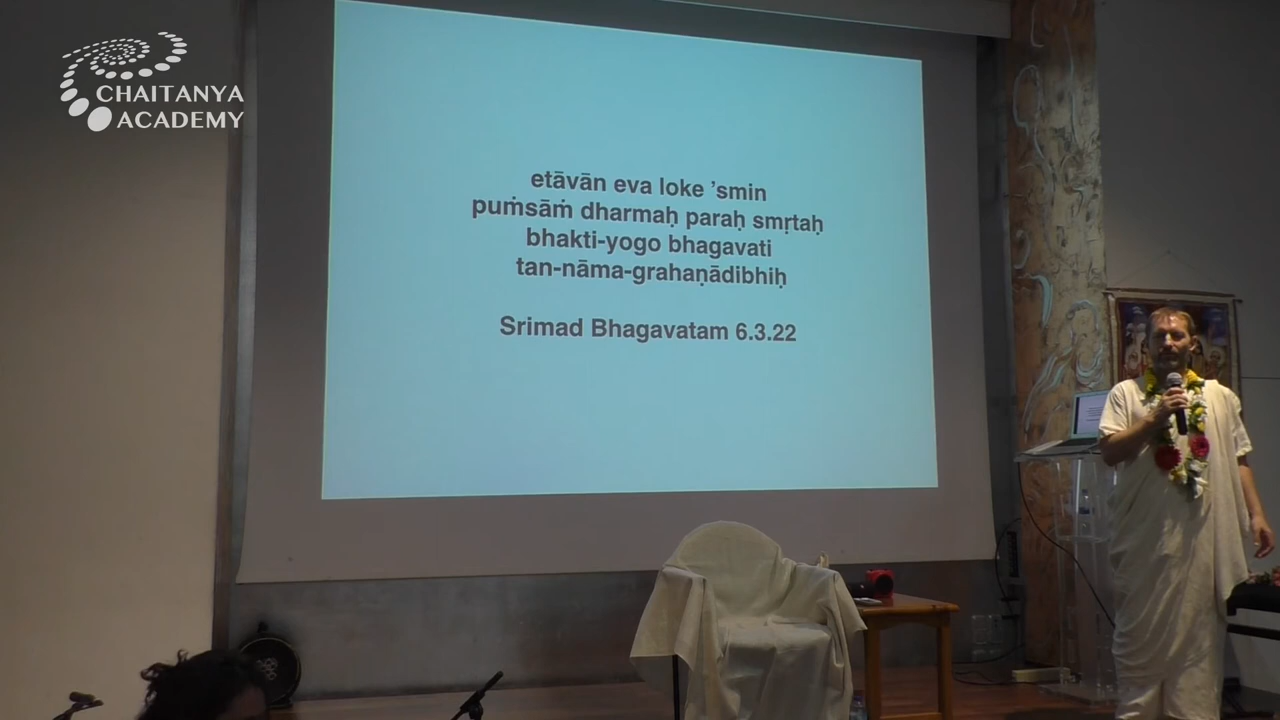 CHAITANYA
ACADEMY
etāvān eva loke ’smin
puṁsāṁ dharmaḥ paraḥ smṛtaḥ
bhakti-yogo bhagavati
tan-nāma-grahaṇādibhiḥ
Srimad Bhagavatam 6.3.22